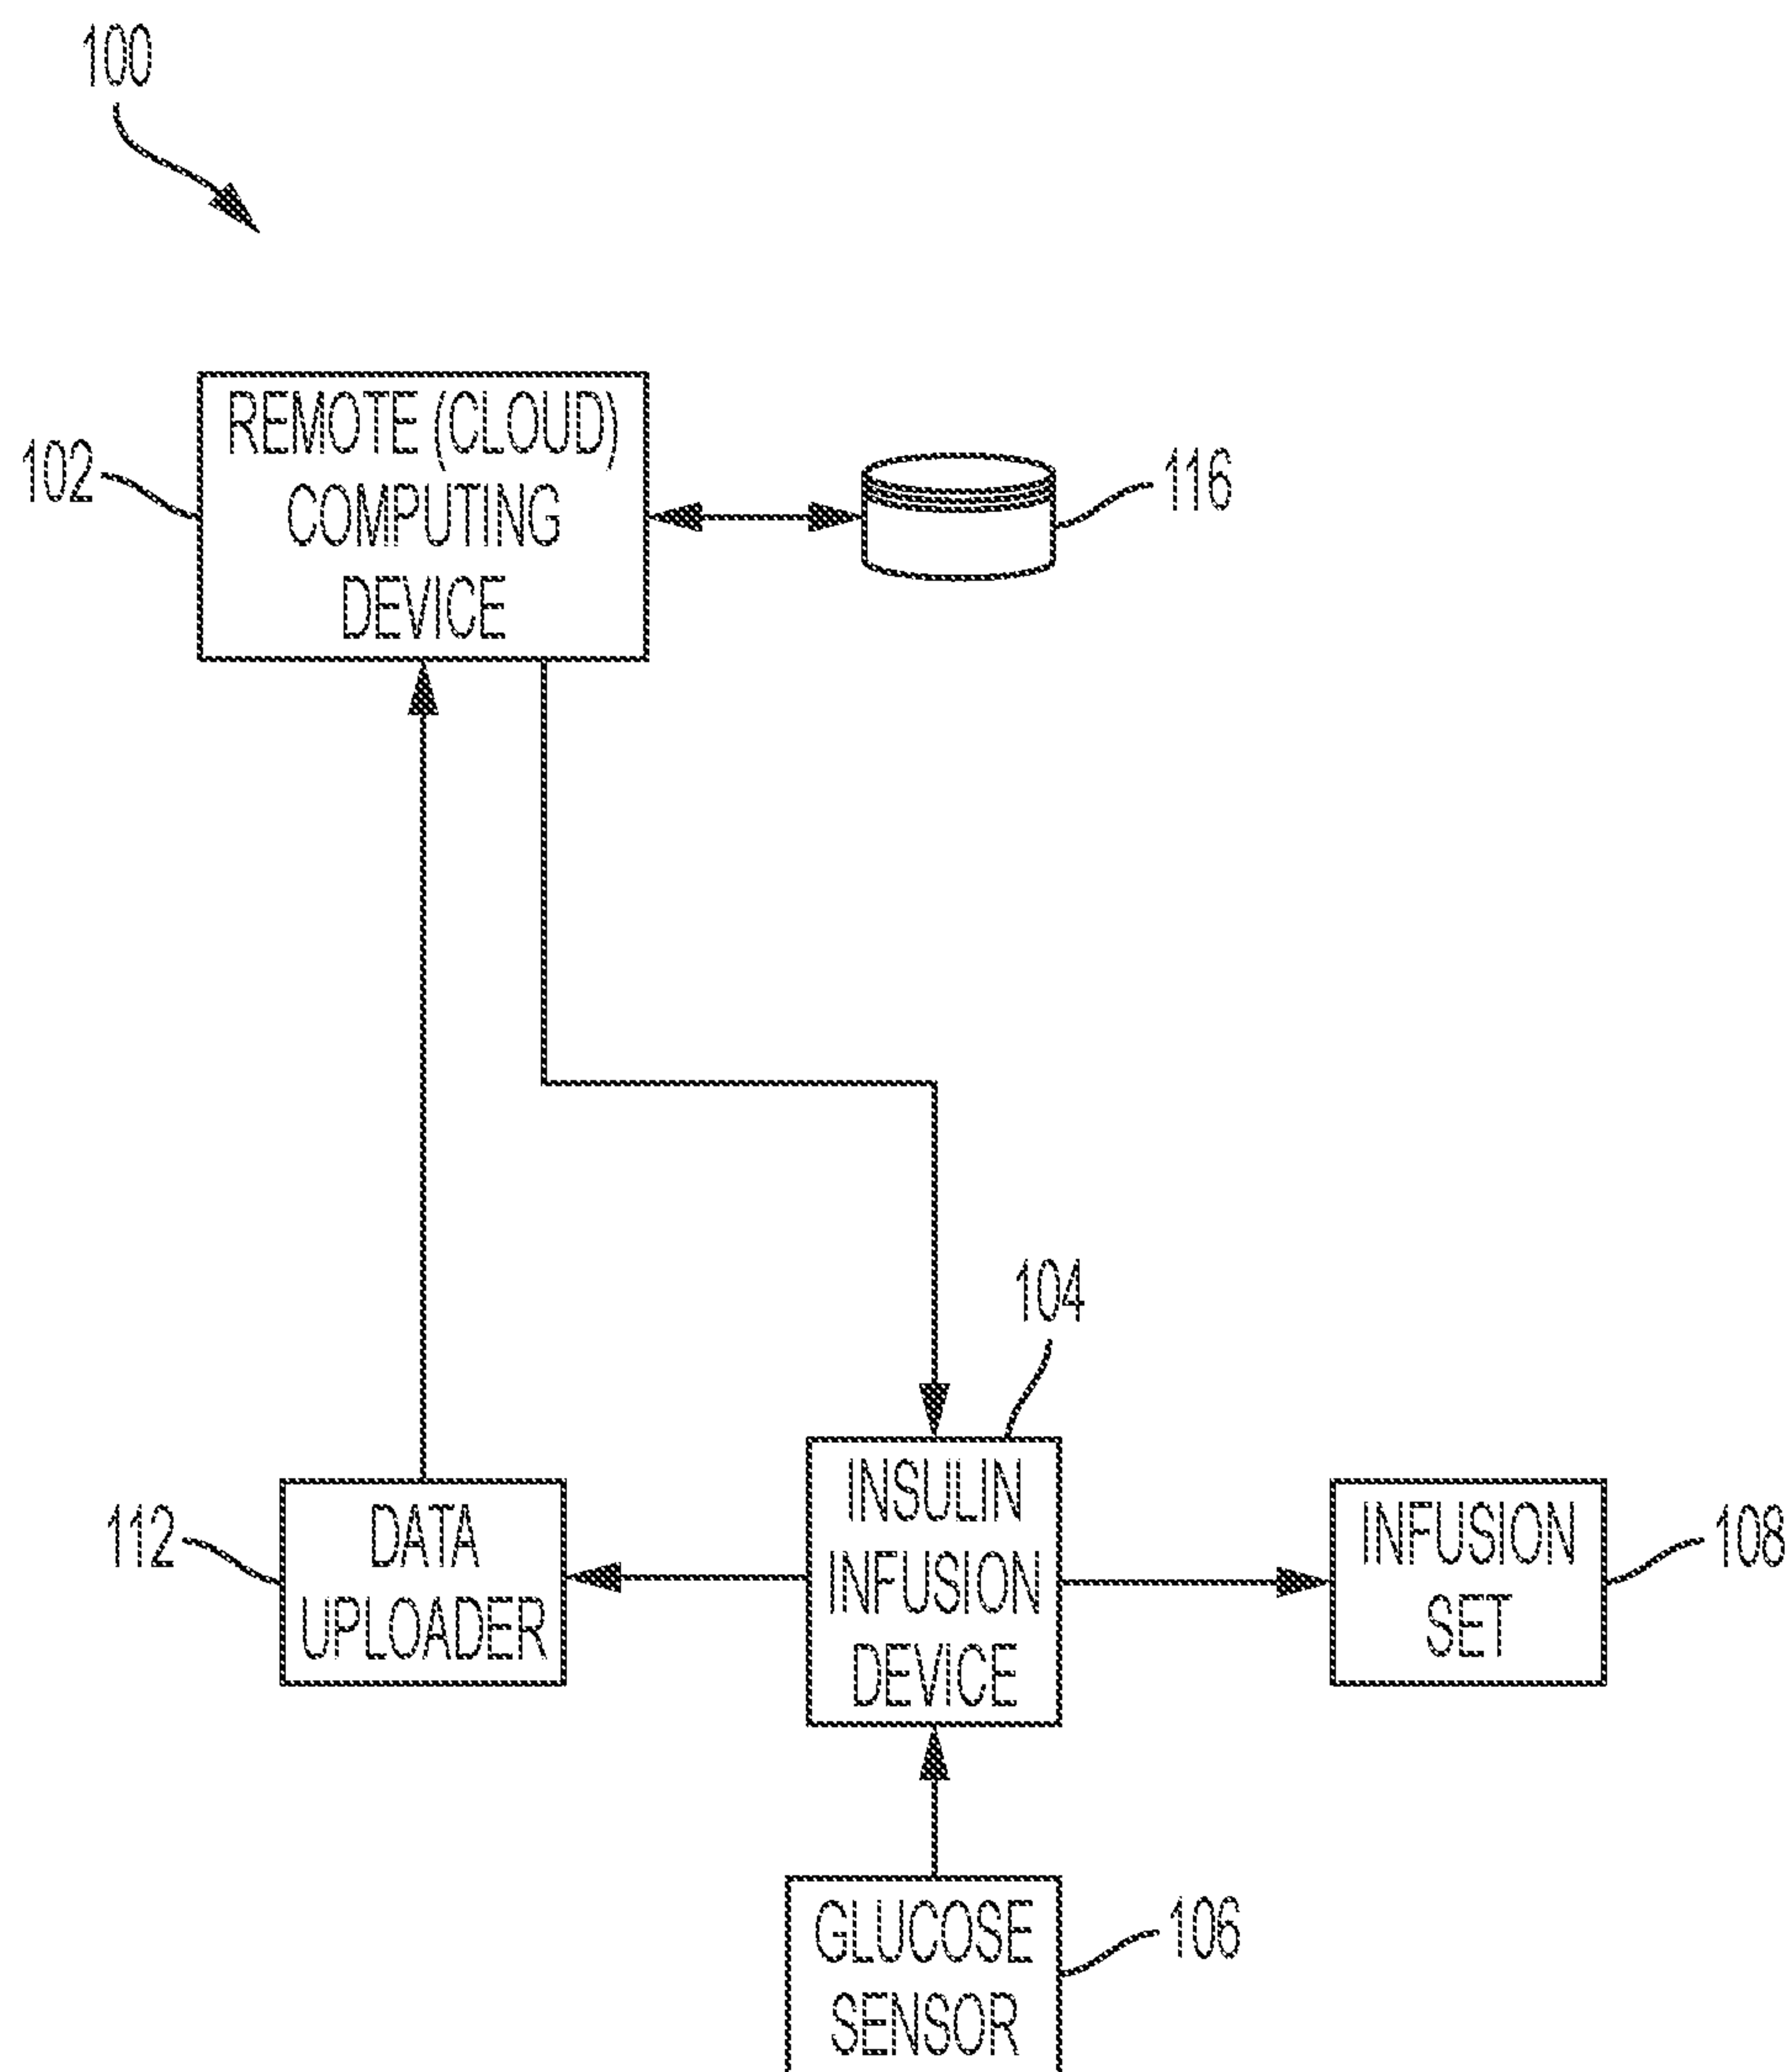 100
REMOTE (CLOUD)
COMPUTING
DEVICE
102
116
104
INSULIN
INFUSION
DEVICE
DATA
UPLOADER
112
INFUSION
SET
108
GLUCOSE
SENSOR
106